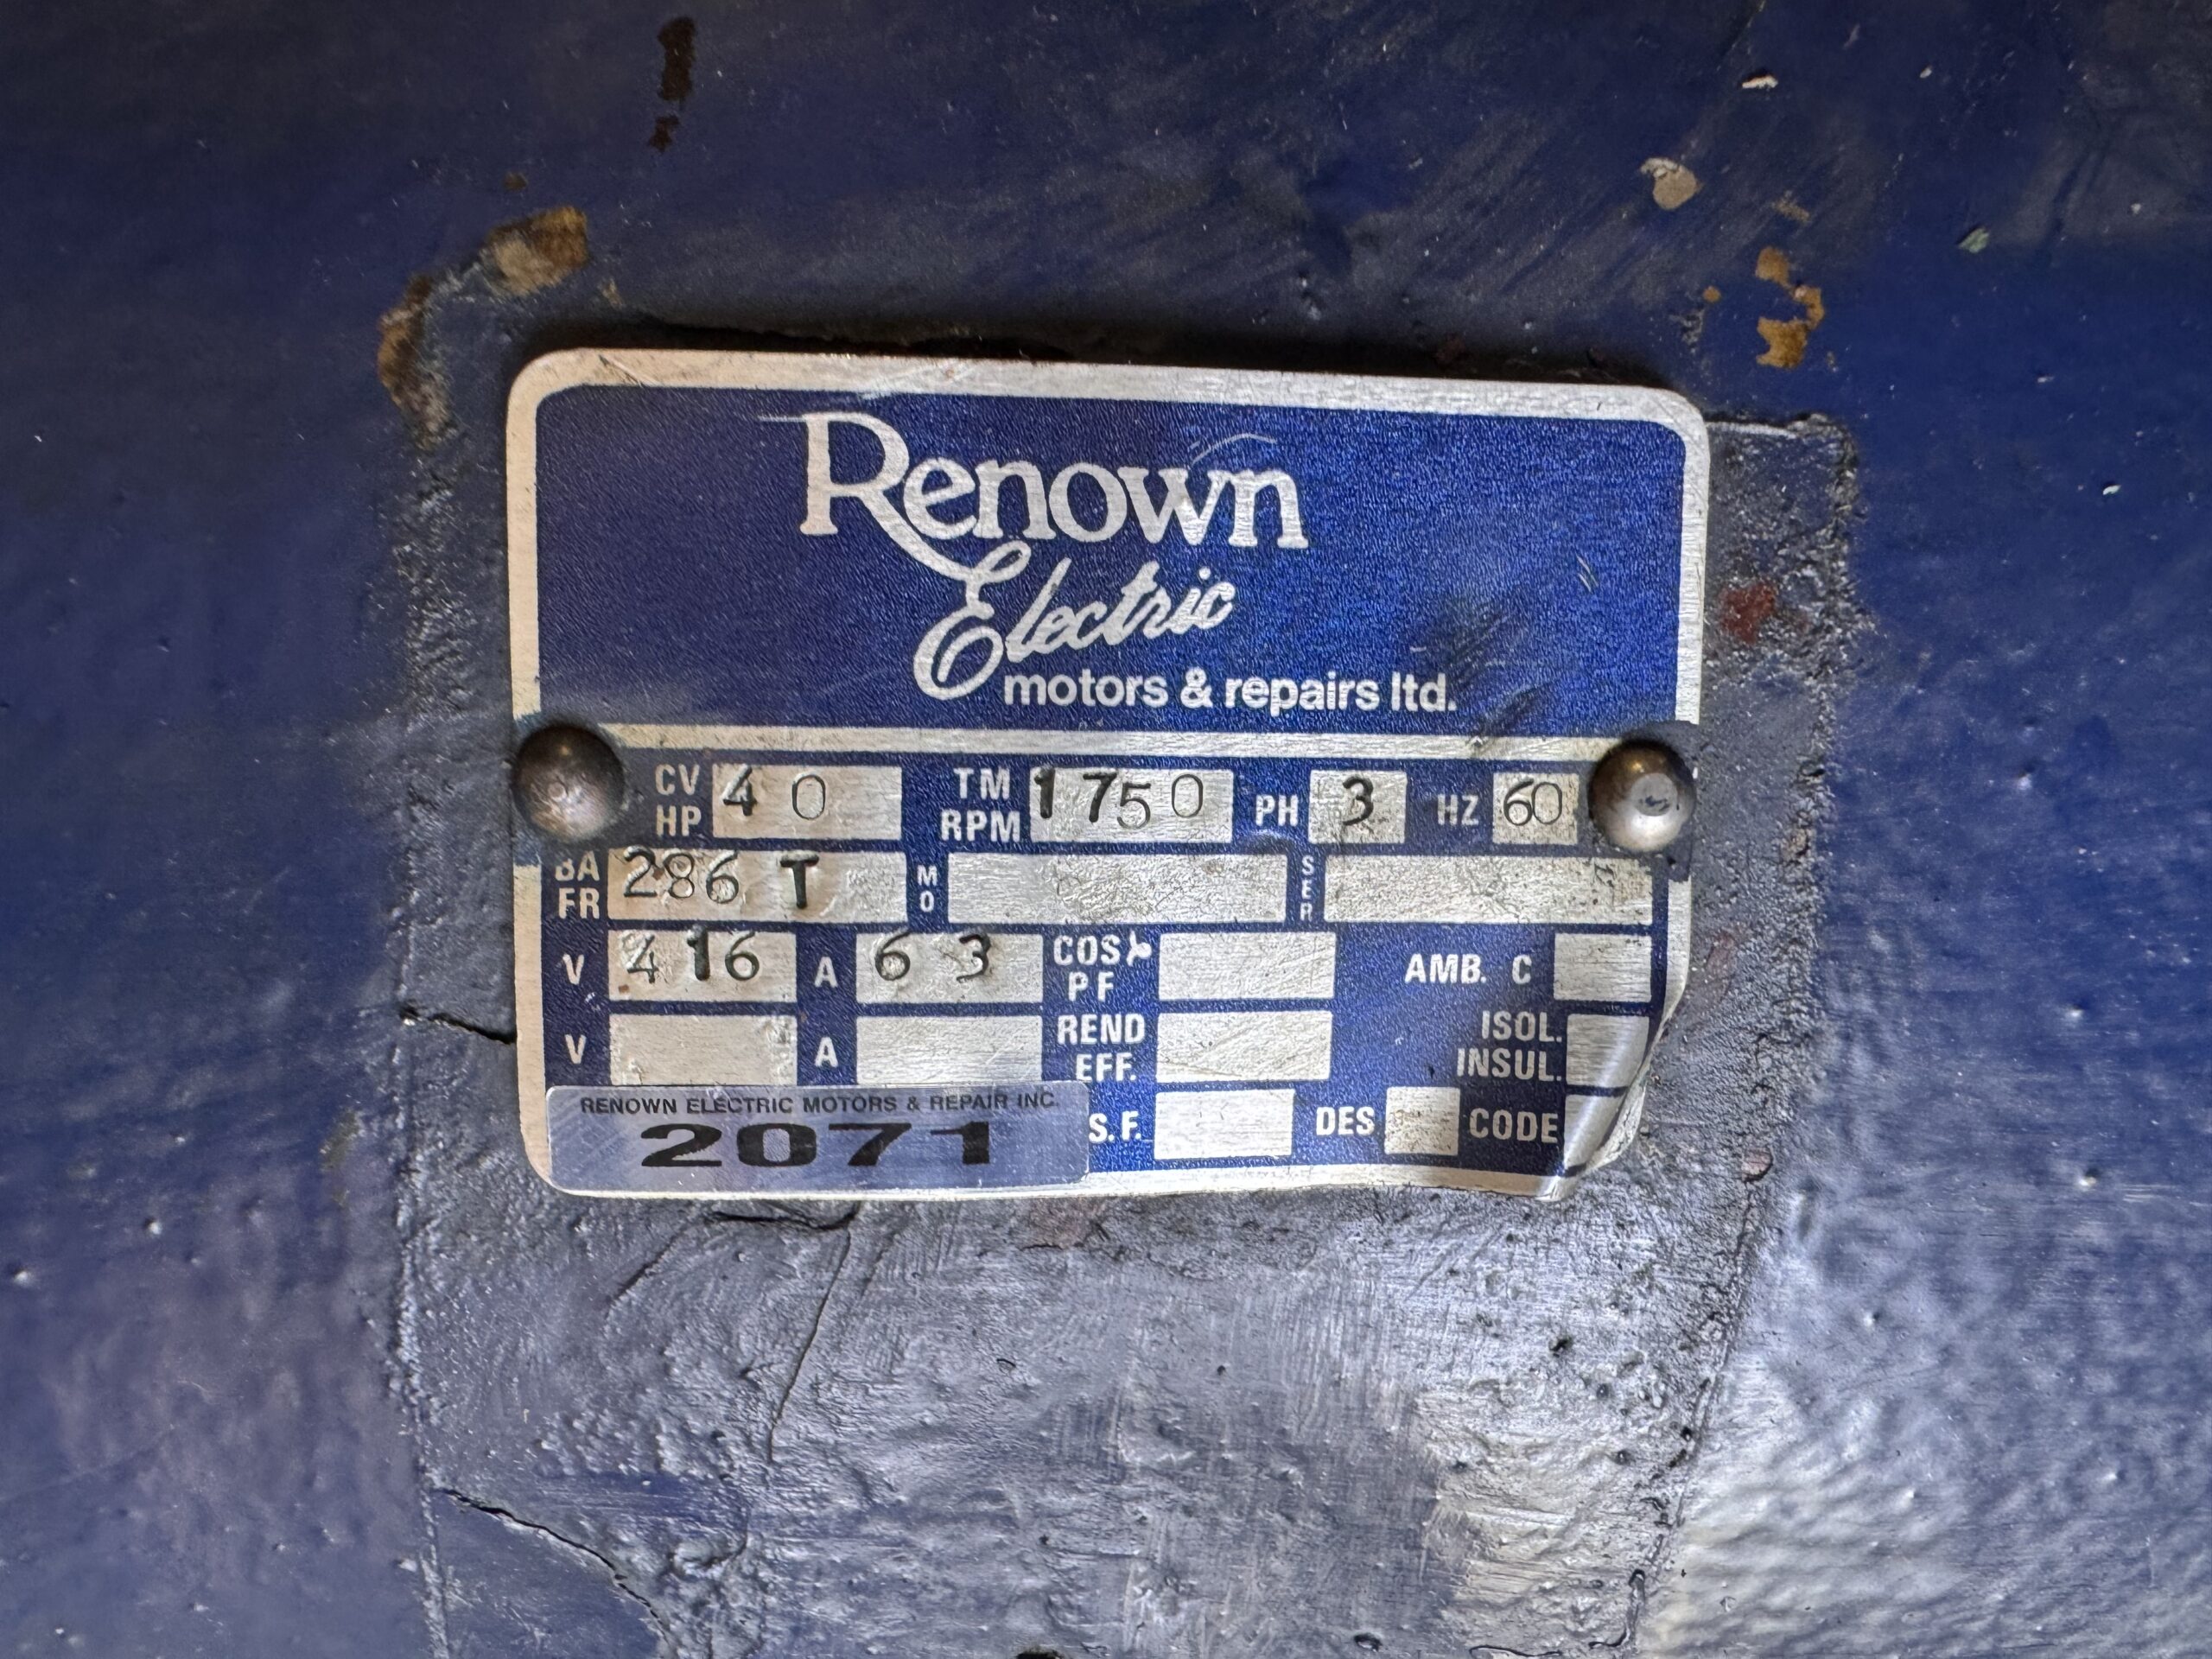 Renown
Electric
motors & repairs ltd.
CV HP 40 TM RPM 1750 PH 3 HZ 60
BA FR 286 T MO SER
V 416 A 63 COS PF AMB. C
V A REND EFF. ISOL. INSUL.
RENOWN ELECTRIC MOTORS & REPAIR INC.
2071 S.F. DES CODE